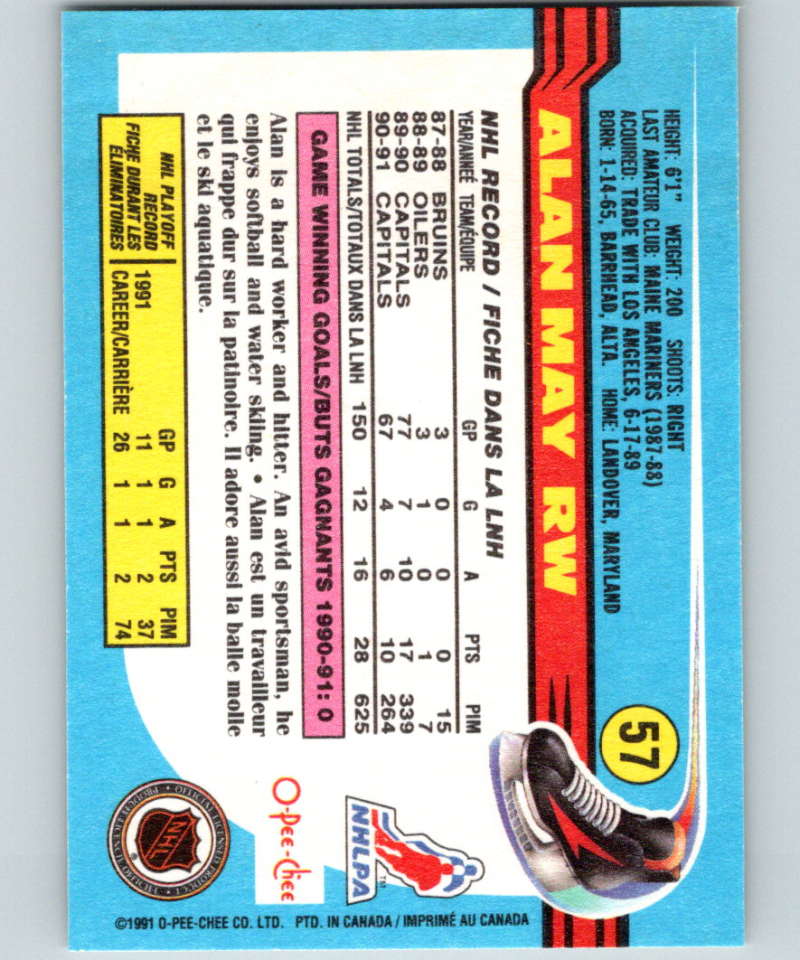 HEIGHT: 6'1" WEIGHT: 200 SHOOTS: RIGHT
LAST AMATEUR CLUB: MAINE MARINERS (1987-88)
ACQUIRED: TRADE WITH LOS ANGELES, 6-17-89
BORN: 1-14-65, BARRHEAD, ALTA. HOME: LANDOVER, MARYLAND
57
ALAN MAY RW
NHL RECORD / FICHE DANS LA LNH
YEAR/ANNEÉ TEAM/ÉQUIPE GP G A PTS PIM
87-88 BRUINS 3 0 0 0 15
88-89 OILERS 3 1 0 1 7
89-90 CAPITALS 77 7 10 17 339
90-91 CAPITALS 67 4 6 10 264
NHL TOTALS/TOTAUX DANS LA LNH 150 12 16 28 625
GAME WINNING GOALS/BUTS GAGNANTS 1990-91: 0
Alan is a hard worker and hitter. An avid sportsman, he
enjoys softball and water skiing. • Alan est un travailleur
qui frappe dur sur la patinoire. Il adore aussi la balle molle
et le ski aquatique.
NHL PLAYOFF
RECORD
FICHE DURANT LES
ÉLIMINATOIRES
GP G A PTS PIM
1991 11 1 1 2 37
CAREER/CARRIÈRE 26 1 1 2 74
NHLPA
TM
O-Pee-Chee
NHL
®
©1991 O-PEE-CHEE CO. LTD. PTD. IN CANADA / IMPRIMÉ AU CANADA